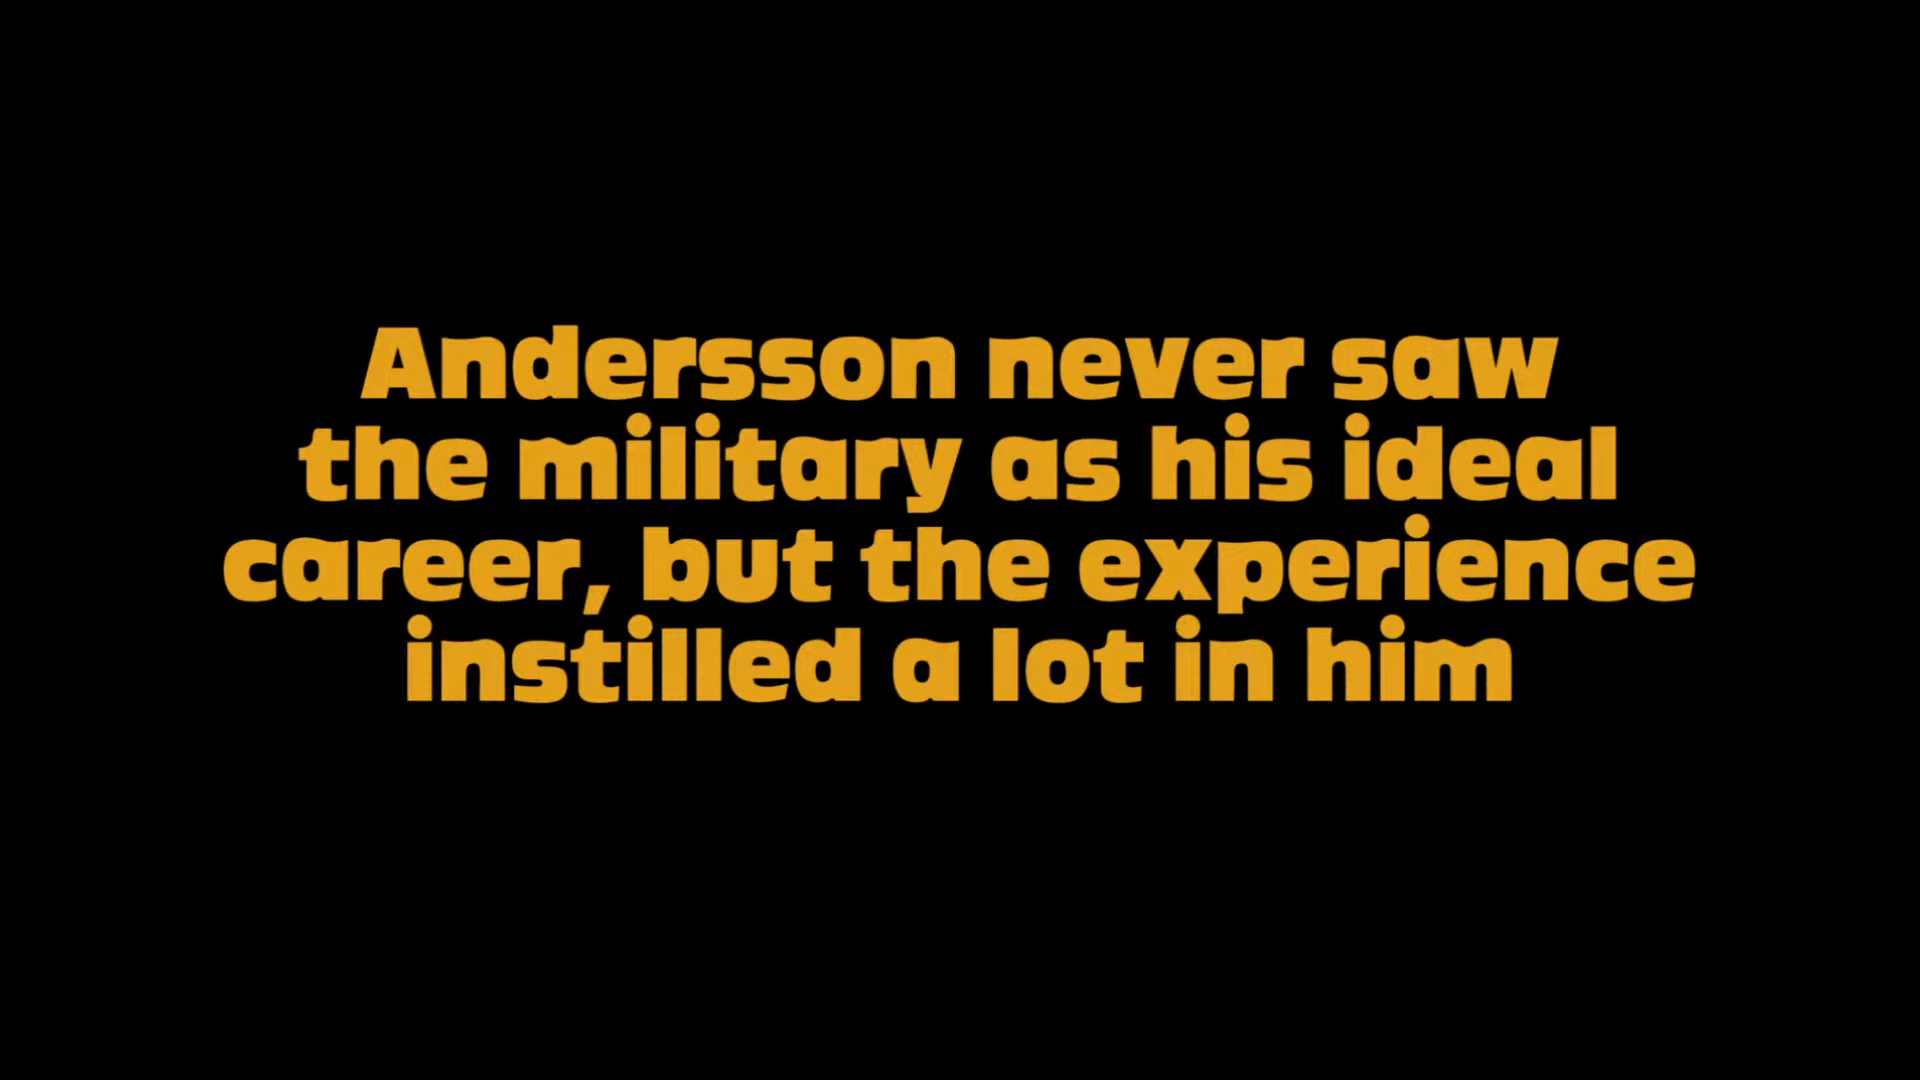 Andersson never saw
the military as his ideal
career, but the experience
instilled a lot in him